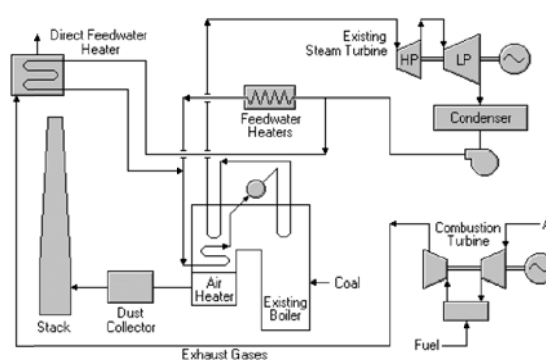 Direct Feedwater
Heater
Existing
Steam Turbine
HP
LP
Feedwater
Heaters
Condenser
Combustion
Turbine
A
Air
Heater
Existing
Boiler
Coal
Dust
Collector
Stack
Fuel
Exhaust Gases